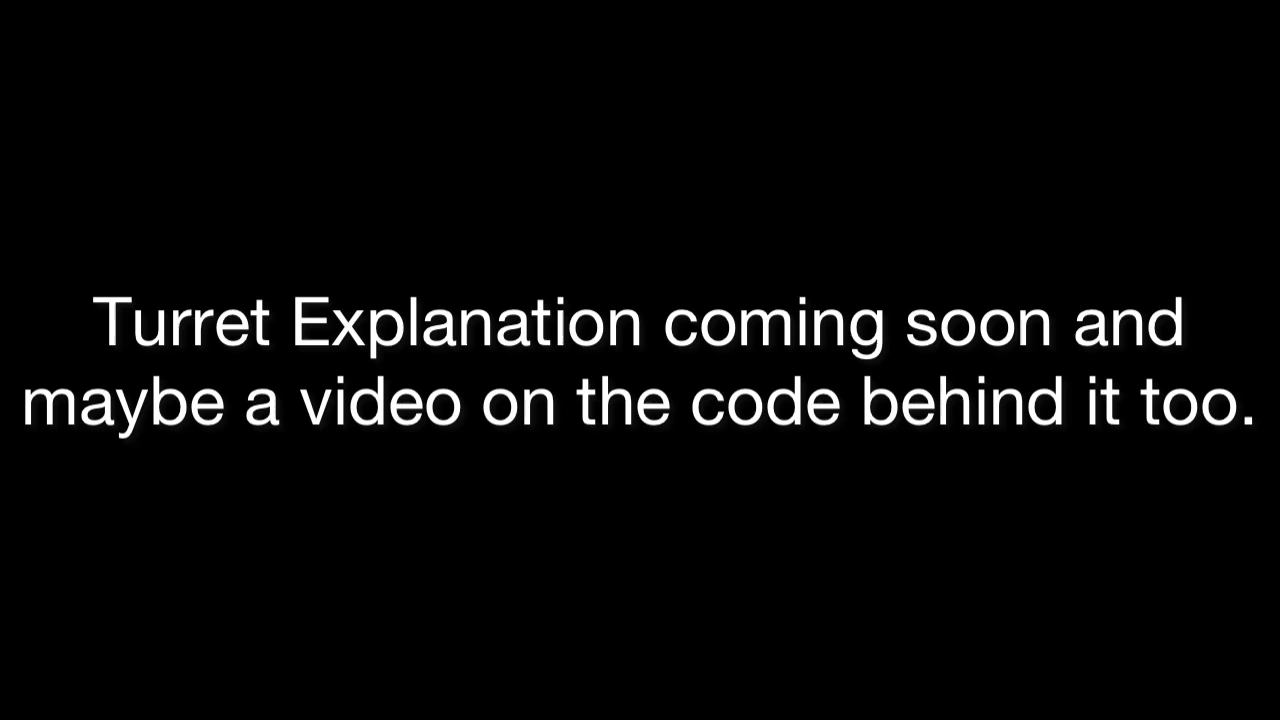 Turret Explanation coming soon and
maybe a video on the code behind it too.